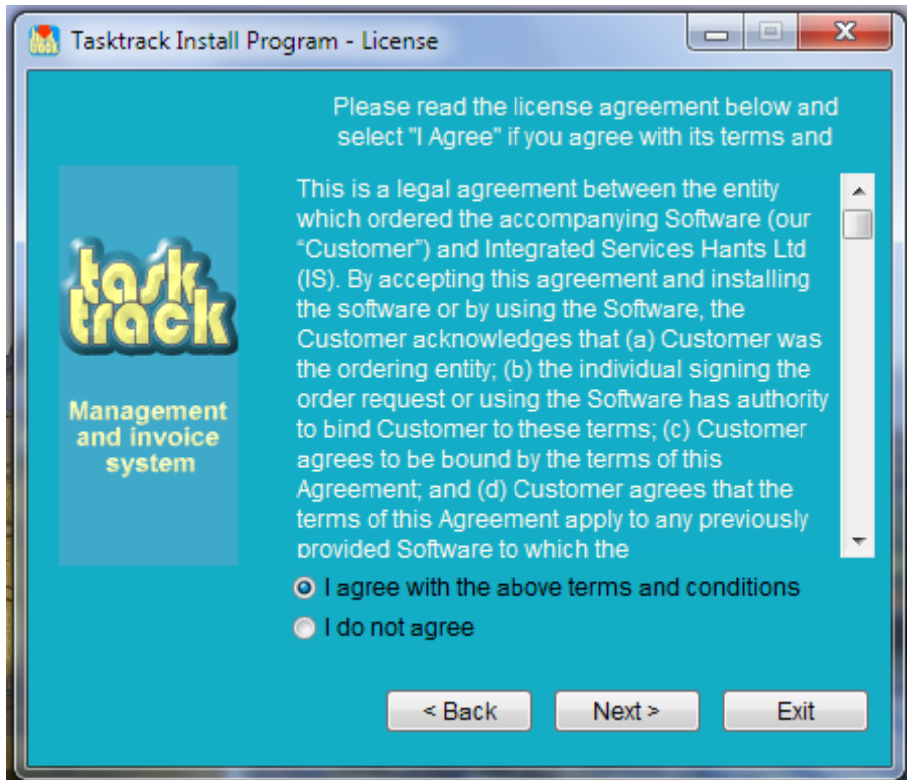 Tasktrack Install Program - License
Please read the license agreement below and
select "I Agree" if you agree with its terms and
task
track
Management
and invoice
system
This is a legal agreement between the entity
which ordered the accompanying Software (our
“Customer”) and Integrated Services Hants Ltd
(IS). By accepting this agreement and installing
the software or by using the Software, the
Customer acknowledges that (a) Customer was
the ordering entity; (b) the individual signing the
order request or using the Software has authority
to bind Customer to these terms; (c) Customer
agrees to be bound by the terms of this
Agreement; and (d) Customer agrees that the
terms of this Agreement apply to any previously
provided Software to which the
I agree with the above terms and conditions
I do not agree
< Back
Next >
Exit